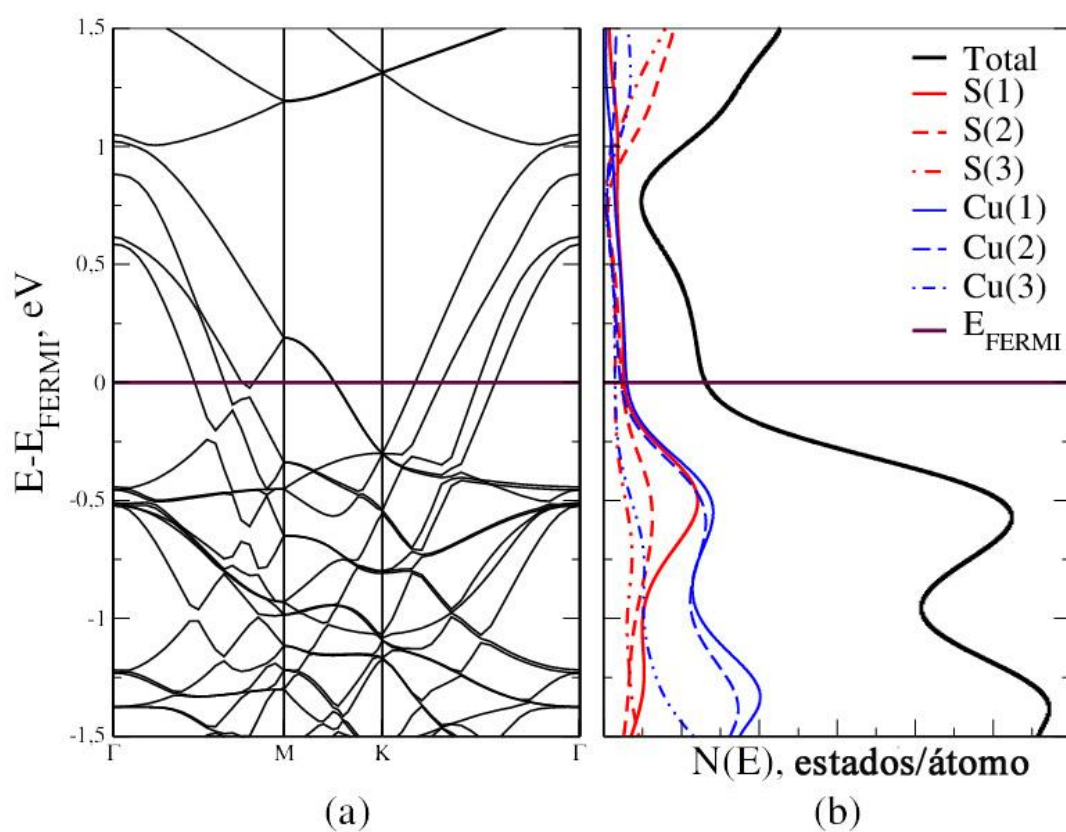 1,5
1
0,5
0
-0,5
-1
-1,5
E-E_FERMI, eV
Γ
M
K
Γ
(a)
Total
S(1)
S(2)
S(3)
Cu(1)
Cu(2)
Cu(3)
E_FERMI
N(E), estados/átomo
(b)